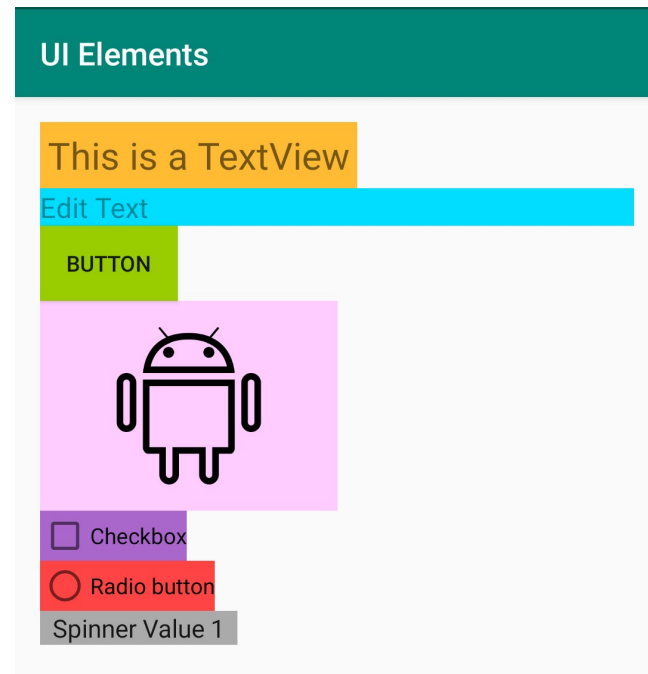 UI Elements
This is a TextView
Edit Text
BUTTON
Checkbox
Radio button
Spinner Value 1